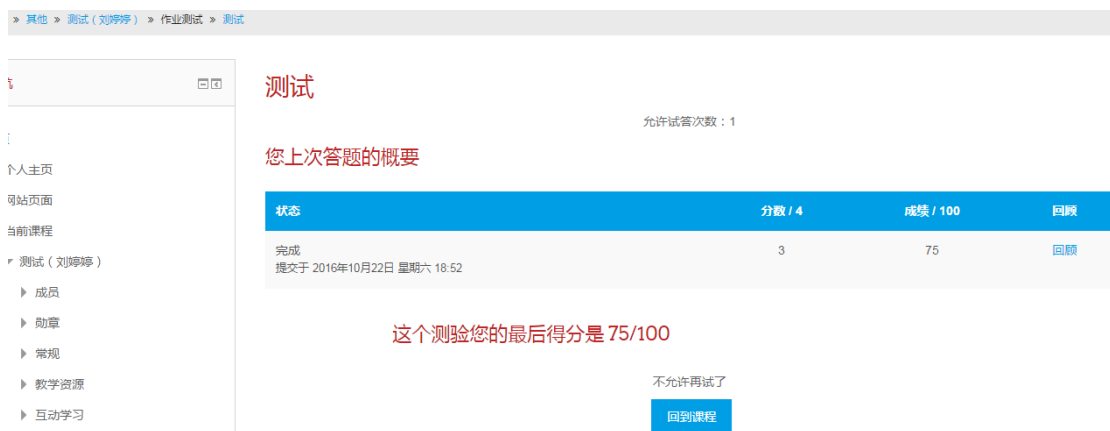 » 其他 » 测试(刘婷婷) » 作业测试 » 测试
测试
允许试答次数:1
您上次答题的概要
状态 分数 / 4 成绩 / 100 回顾
完成 3 75 回顾
提交于 2016年10月22日 星期六 18:52
这个测验您的最后得分是 75/100
不允许再试了
回到课程
个人主页
网站页面
当前课程
测试(刘婷婷)
成员
勋章
常规
教学资源
互动学习